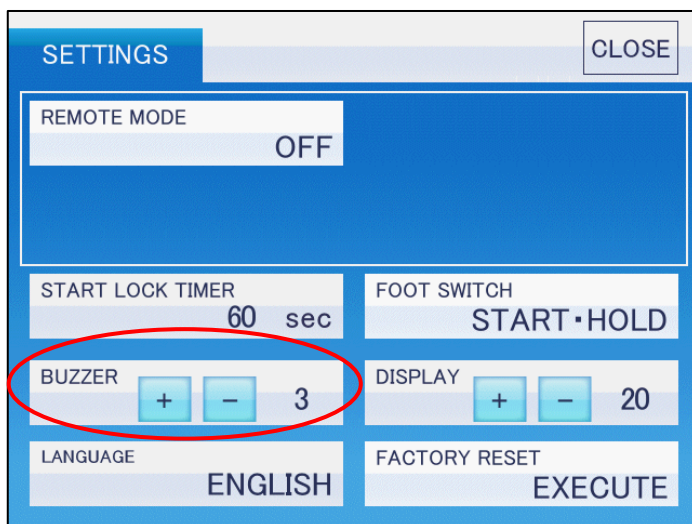 SETTINGS
CLOSE
REMOTE MODE
OFF
START LOCK TIMER
60 sec
FOOT SWITCH
START・HOLD
BUZZER
+ − 3
DISPLAY
+ − 20
LANGUAGE
ENGLISH
FACTORY RESET
EXECUTE